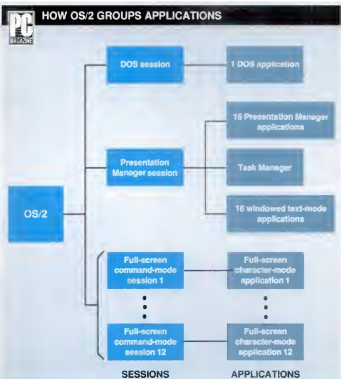 HOW OS/2 GROUPS APPLICATIONS
PC
MAGAZINE
DOS session
1 DOS application
16 Presentation Manager
applications
Presentation
Manager session
Task Manager
OS/2
16 windowed text-mode
applications
Full-screen
command-mode
session 1
Full-screen
character-mode
application 1
Full-screen
command-mode
session 12
Full-screen
character-mode
application 12
SESSIONS
APPLICATIONS